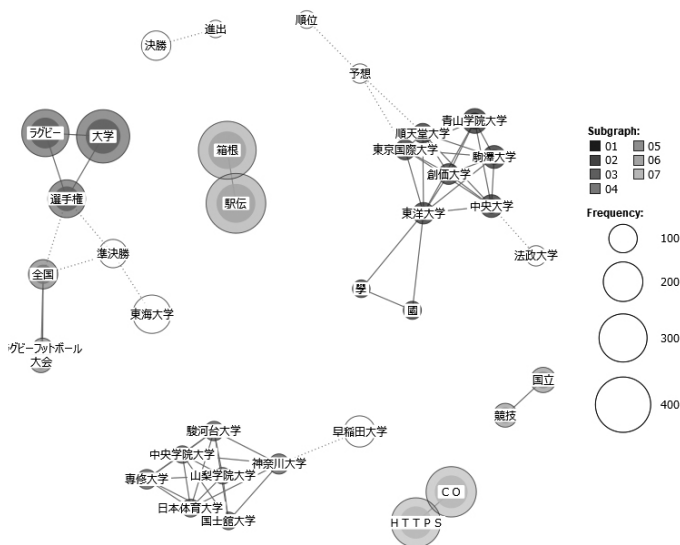 順位
進出
決勝
予想
青山学院大学
ラグビー
大学
順天堂大学
箱根
東京国際大学
駒澤大学
創価大学
選手権
駅伝
東洋大学
中央大学
準決勝
法政大学
全国
學
國
東海大学
ラグビーフットボール
大会
国立
競技
駿河台大学
早稲田大学
中央学院大学
神奈川大学
専修大学
山梨学院大学
日本体育大学
国士舘大学
ＣＯ
ＨＴＴＰＳ
Subgraph:
01 05
02 06
03 07
04
Frequency:
100
200
300
400